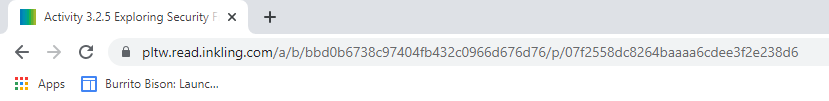 Activity 3.2.5 Exploring Security F
pltw.read.inkling.com/a/b/bbd0b6738c97404fb432c0966d676d76/p/07f2558dc8264baaaa6cdee3f2e238d6
Apps Burrito Bison: Launc...